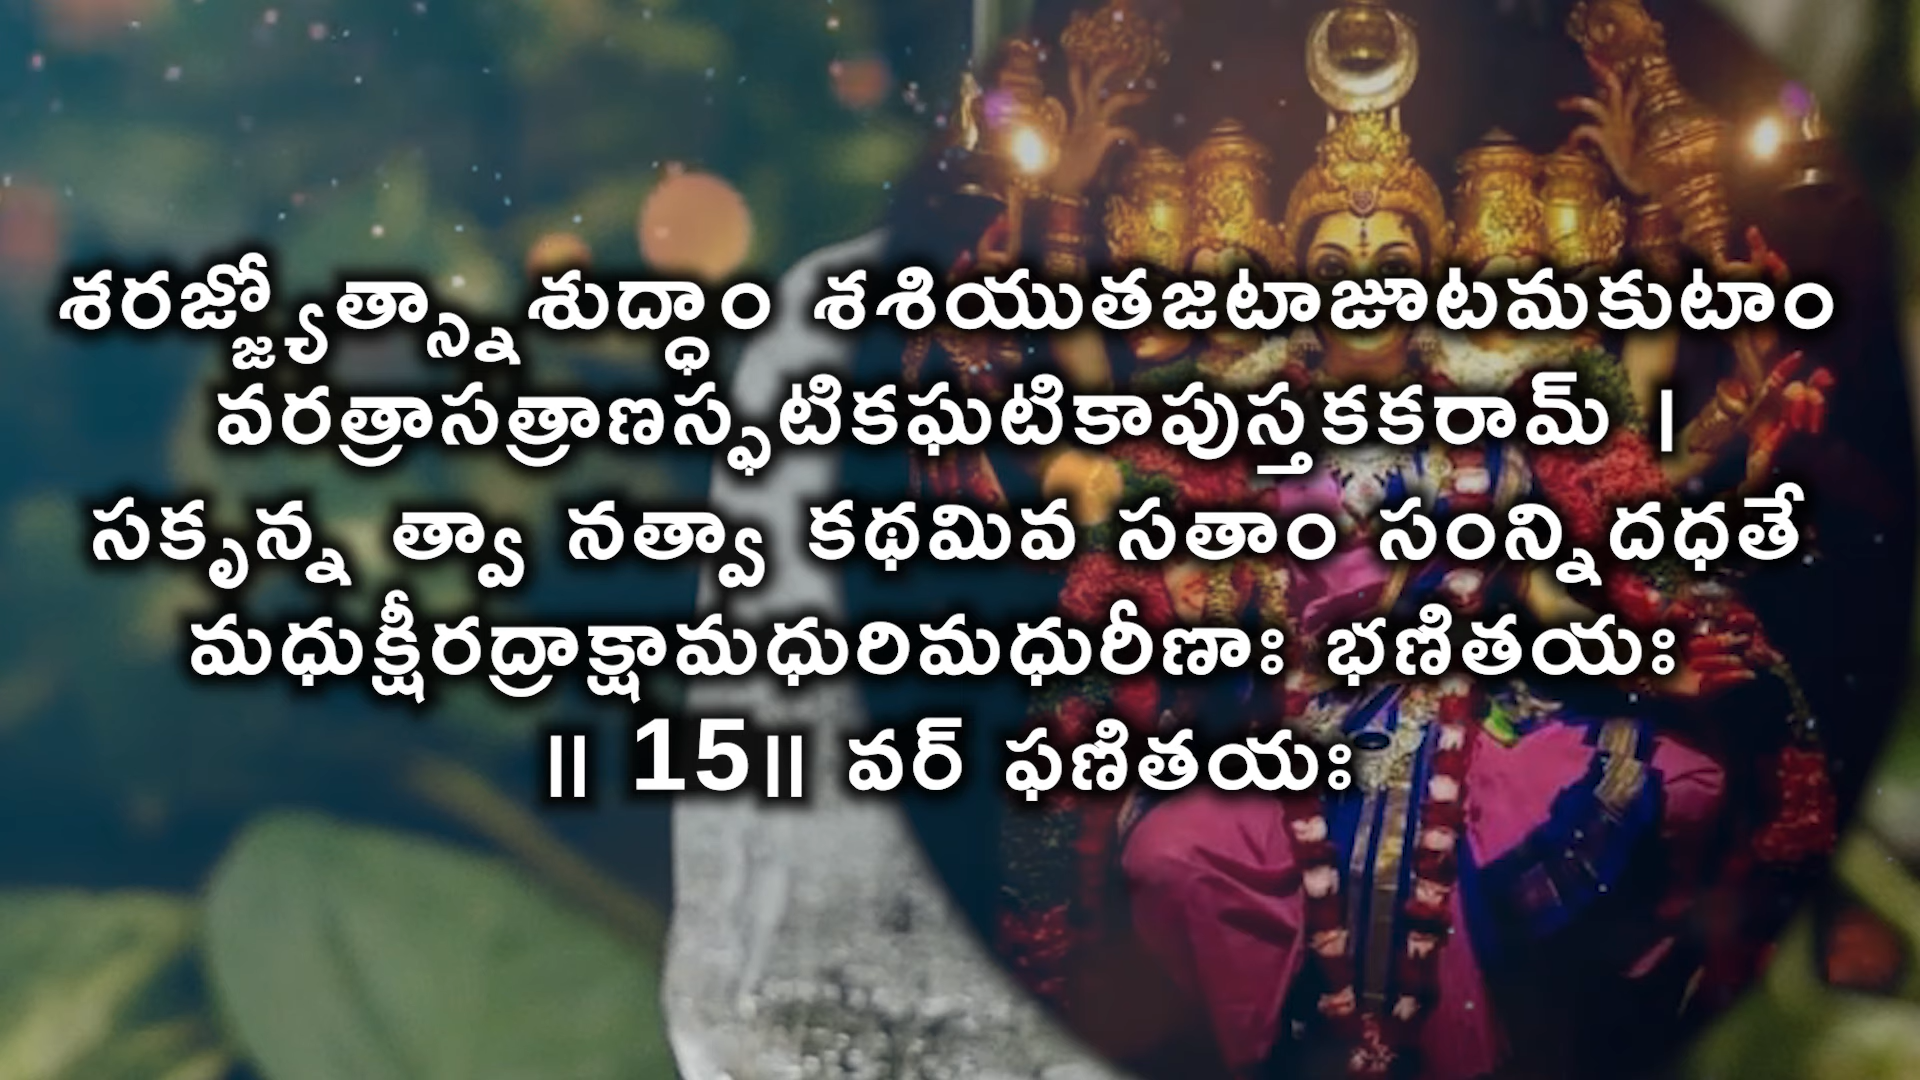 శరజ్జ్యోత్స్నాశుద్ధాం శశియుతజటాజూటమకుటాం
వరత్రాసత్రాణస్ఫటికఘటికాపుస్తకకరామ్ ।
సకృన్న త్వా నత్వా కథమివ సతాం సంన్నిదధతే
మధుక్షీరద్రాక్షామధురిమధురీణాః భణితయః
॥ 15॥ వర్ ఫణితయః